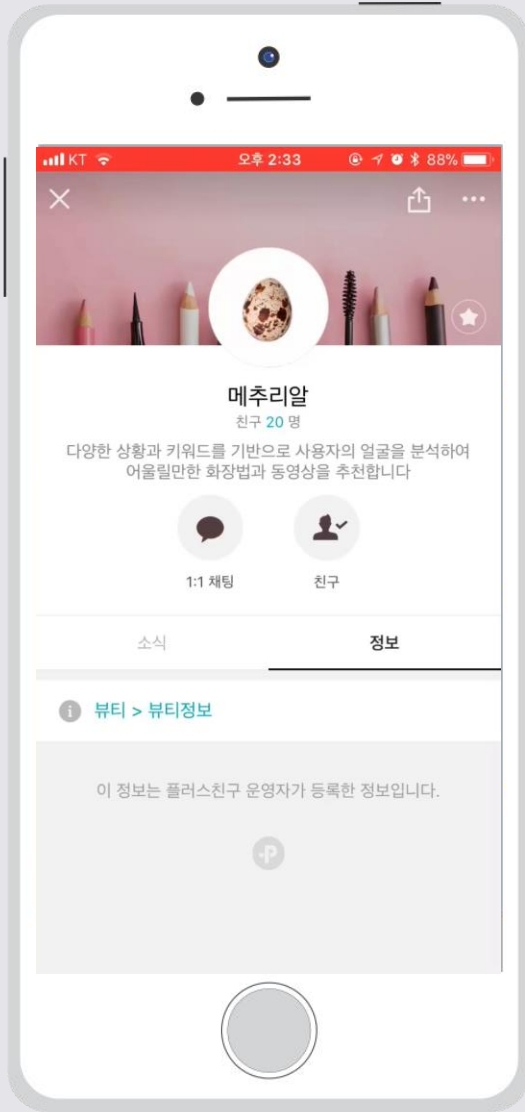 KT 오후 2:33 88%
메추리알
친구 20 명
다양한 상황과 키워드를 기반으로 사용자의 얼굴을 분석하여
어울릴만한 화장법과 동영상을 추천합니다
1:1 채팅 친구
소식 정보
뷰티 > 뷰티정보
이 정보는 플러스친구 운영자가 등록한 정보입니다.
P